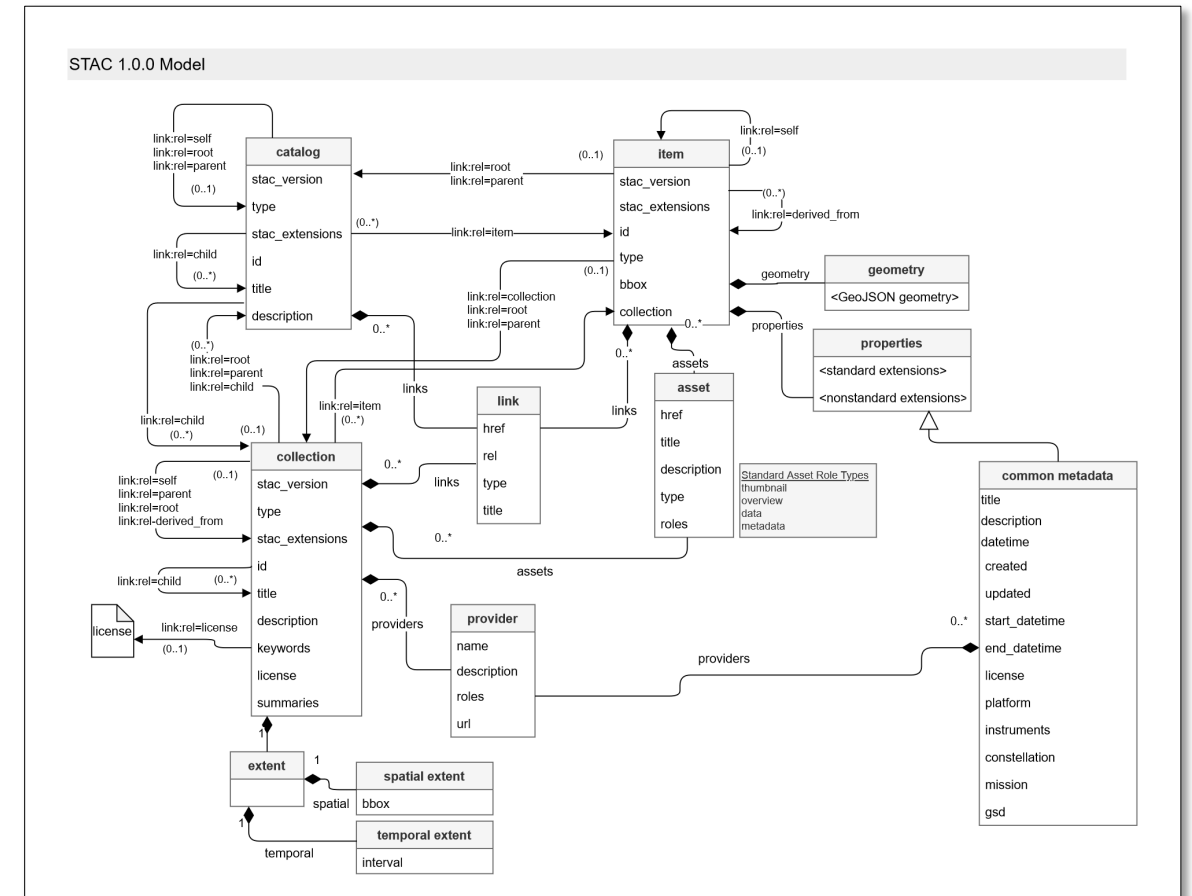 STAC 1.0.0 Model
link:rel=self
link:rel=root
link:rel=parent
(0..1)
catalog
stac_version
type
stac_extensions
id
title
description
link:rel=child
(0..*)
(0..*)
link:rel=root
link:rel=parent
link:rel=child
link:rel=child
(0..*)
(0..1)
link:rel=root
link:rel=parent
(0..1)
(0..*)
link:rel=item
item
stac_version
stac_extensions
id
type
bbox
collection
link:rel=self
(0..1)
(0..*)
link:rel=derived_from
(0..1)
link:rel=collection
link:rel=root
link:rel=parent
geometry
geometry
<GeoJSON geometry>
properties
properties
<standard extensions>
<nonstandard extensions>
0..*
links
0..*
links
0..*
assets
link:rel=item
(0..*)
link
href
rel
type
title
asset
href
title
description
type
roles
Standard Asset Role Types
thumbnail
overview
data
metadata
common metadata
title
description
datetime
created
updated
start_datetime
end_datetime
license
platform
instruments
constellation
mission
gsd
collection
stac_version
type
stac_extensions
id
title
description
keywords
license
summaries
(0..1)
link:rel=self
link:rel=parent
link:rel=root
link:rel-derived_from
link:rel=child
(0..*)
license
link:rel=license
(0..1)
0..*
links
0..*
assets
0..*
providers
provider
name
description
roles
url
providers
0..*
1
extent
1
spatial
spatial extent
bbox
1
temporal
temporal extent
interval